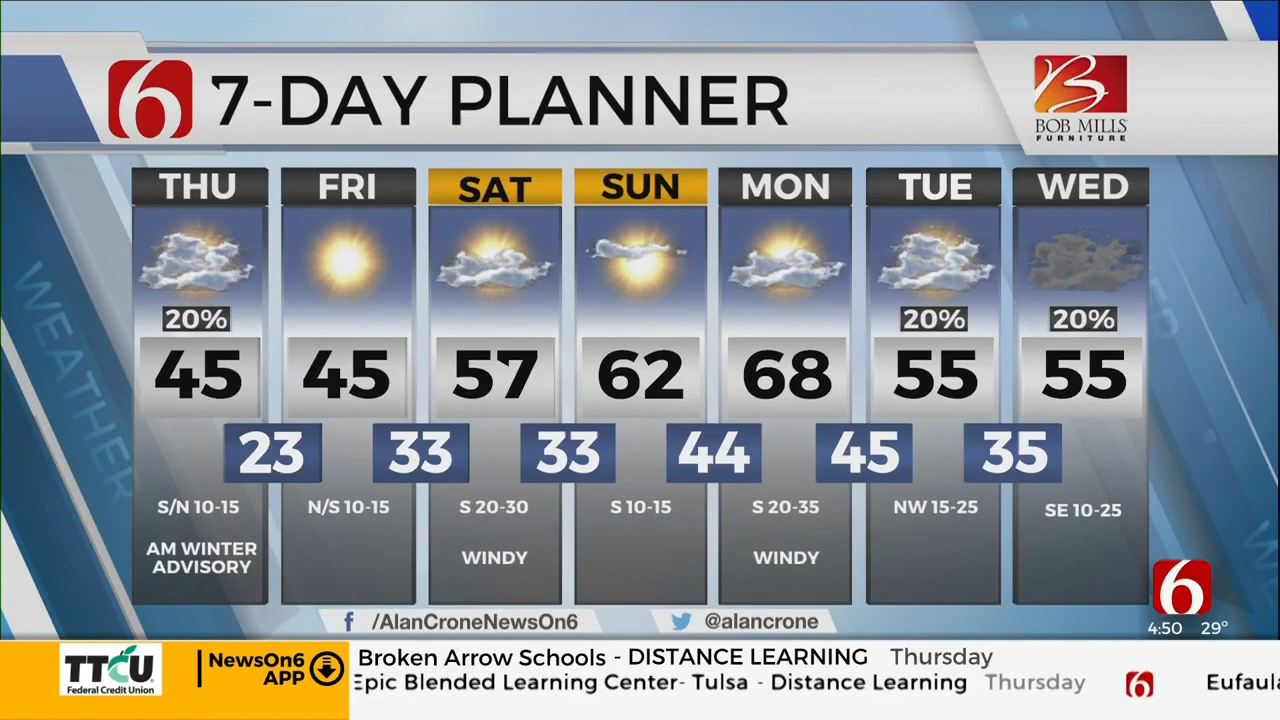 6 7-DAY PLANNER
B
BOB MILLS
FURNITURE
THU FRI SAT SUN MON TUE WED
20% 20% 20%
45 45 57 62 68 55 55
23 33 33 44 45 35
S/N 10-15 N/S 10-15 S 20-30 S 10-15 S 20-35 NW 15-25 SE 10-25
AM WINTER
ADVISORY
WINDY WINDY
WEATHER
f /AlanCroneNewsOn6 @alancrone
6
4:50 29°
TTCU
Federal Credit Union
NewsOn6
APP
Broken Arrow Schools - DISTANCE LEARNING Thursday
Epic Blended Learning Center- Tulsa - Distance Learning Thursday 6 Eufaula